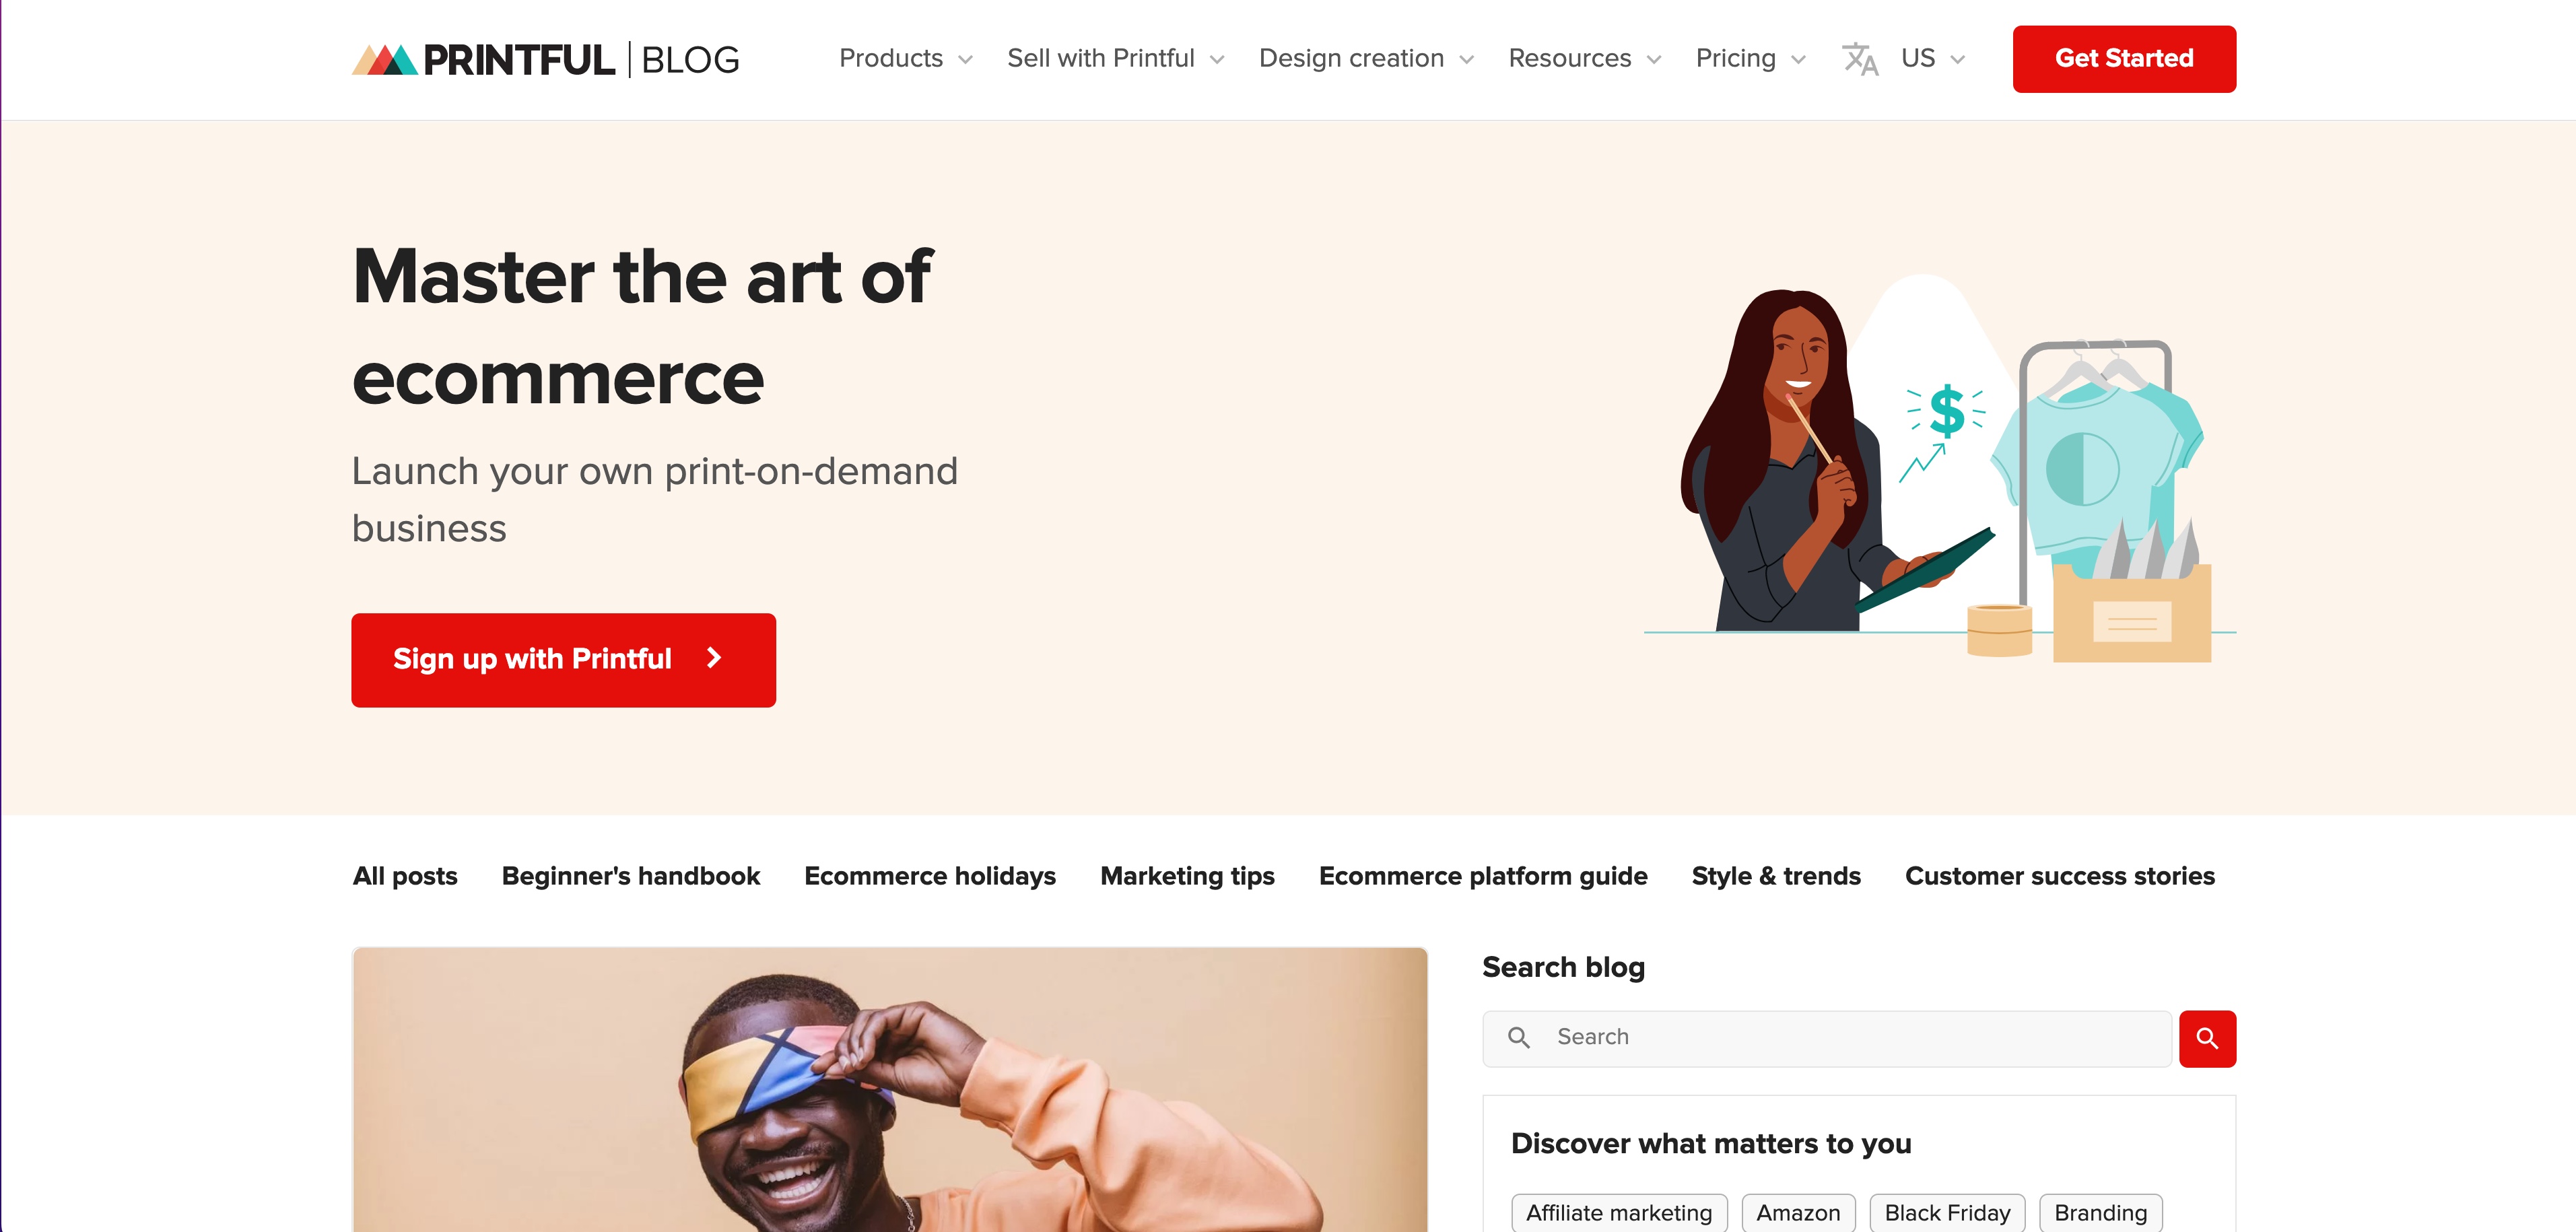 PRINTFUL | BLOG
Products Sell with Printful Design creation Resources Pricing US Get Started
Master the art of
ecommerce
Launch your own print-on-demand
business
Sign up with Printful
$
All posts Beginner's handbook Ecommerce holidays Marketing tips Ecommerce platform guide Style & trends Customer success stories
Search blog
Search
Discover what matters to you
Affiliate marketing Amazon Black Friday Branding